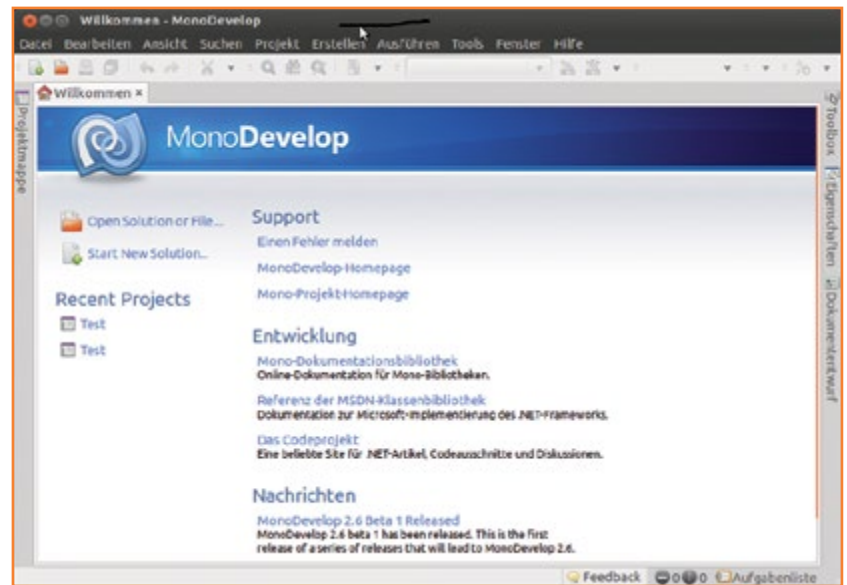 Willkommen - MonoDevelop
Datei Bearbeiten Ansicht Suchen Projekt Erstellen Ausführen Tools Fenster Hilfe
Willkommen ×
Projektmappe
MonoDevelop
Open Solution or File...
Start New Solution...
Recent Projects
Test
Test
Support
Einen Fehler melden
MonoDevelop-Homepage
Mono-Projekt-Homepage
Entwicklung
Mono-Dokumentationsbibliothek
Online-Dokumentation für Mono-Bibliotheken.
Referenz der MSDN-Klassenbibliothek
Dokumentation zur Microsoft-Implementierung des .NET-Frameworks.
Das Codeprojekt
Eine beliebte Site für .NET-Artikel, Codeausschnitte und Diskussionen.
Nachrichten
MonoDevelop 2.6 Beta 1 Released
MonoDevelop 2.6 beta 1 has been released. This is the first
release of a series of releases that will lead to MonoDevelop 2.6.
Toolbox
Eigenschaften
Dokumententwurf
Feedback 0 0 Aufgabenliste